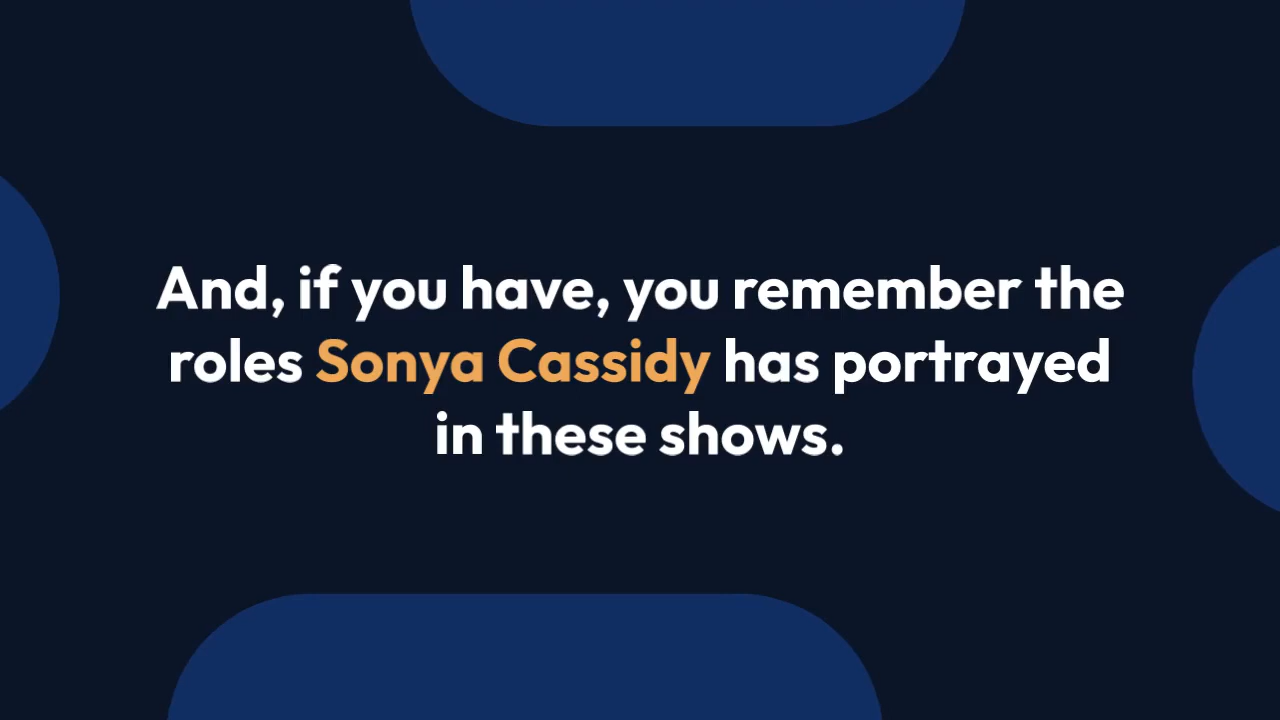 And, if you have, you remember the
roles Sonya Cassidy has portrayed
in these shows.